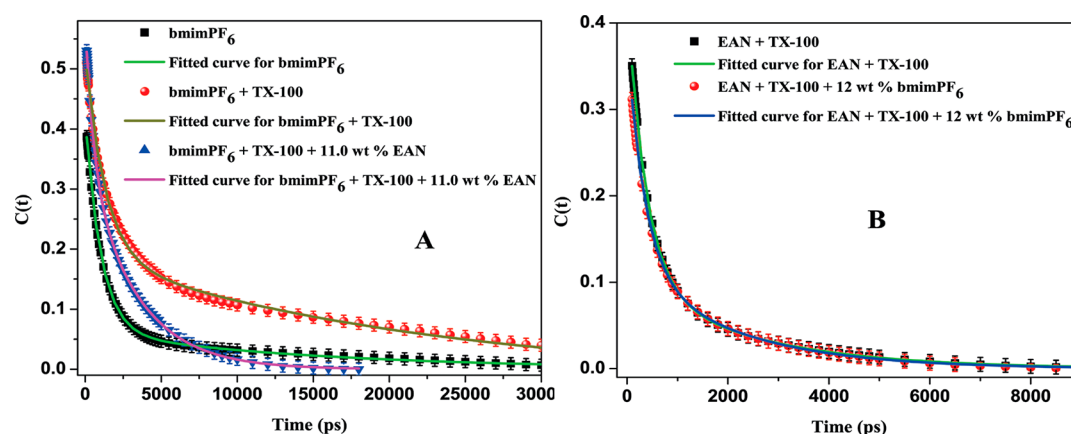 A
bmimPF6
Fitted curve for bmimPF6
bmimPF6 + TX-100
Fitted curve for bmimPF6 + TX-100
bmimPF6 + TX-100 + 11.0 wt % EAN
Fitted curve for bmimPF6 + TX-100 + 11.0 wt % EAN
C(t)
0.5
0.4
0.3
0.2
0.1
0.0
0 5000 10000 15000 20000 25000 30000
Time (ps)
B
EAN + TX-100
Fitted curve for EAN + TX-100
EAN + TX-100 + 12 wt % bmimPF6
Fitted curve for EAN + TX-100 + 12 wt % bmimPF6
C(t)
0.4
0.3
0.2
0.1
0.0
0 2000 4000 6000 8000
Time (ps)